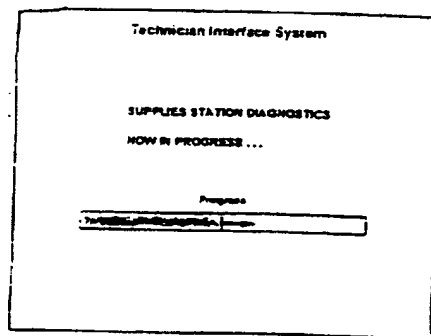 Technician Interface System
SUPPLIES STATION DIAGNOSTICS
NOW IN PROGRESS ...
Progress